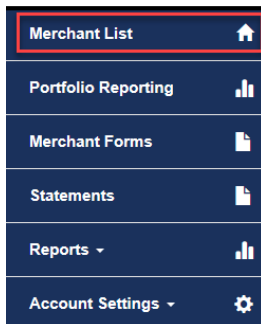 Merchant List
Portfolio Reporting
Merchant Forms
Statements
Reports
Account Settings